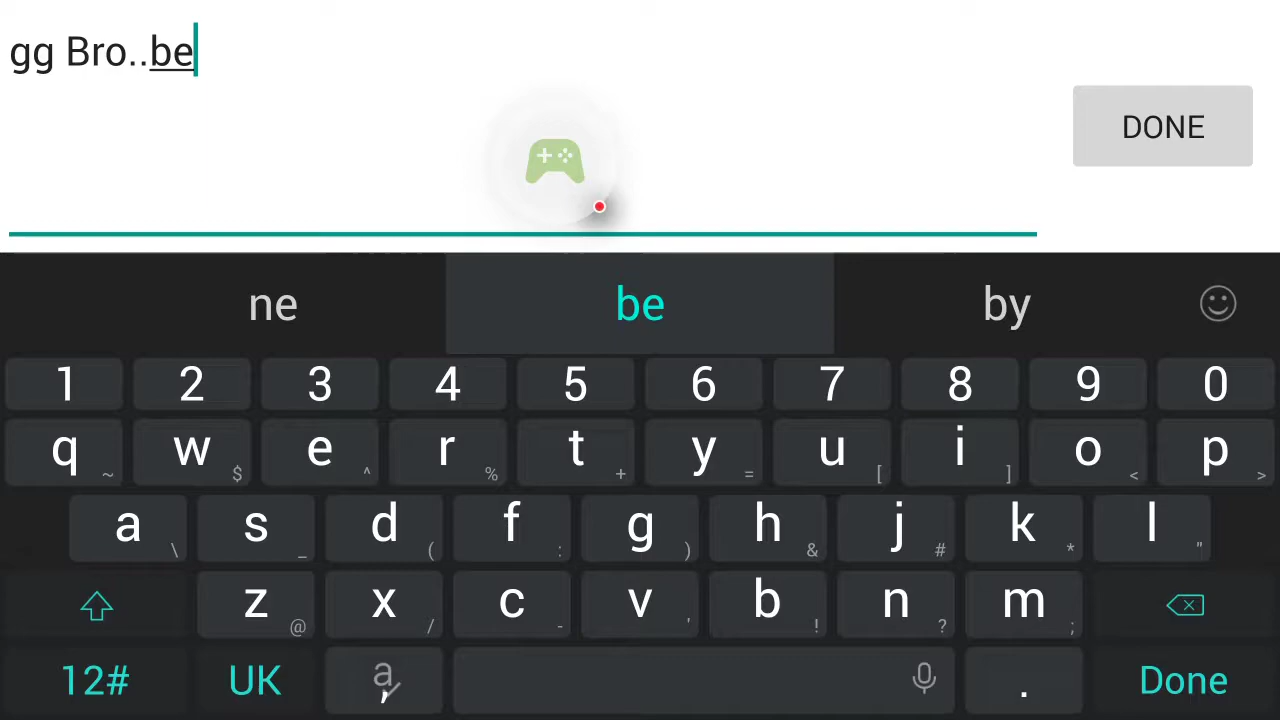 gg Bro..be
DONE
ne be by
1 2 3 4 5 6 7 8 9 0
q ~ w $ e ^ r % t + y = u [ i ] o < p >
a \ s _ d ( f : g ) h & j # k * l "
z @ x / c - v ' b ! n ? m ;
12# UK a , . Done